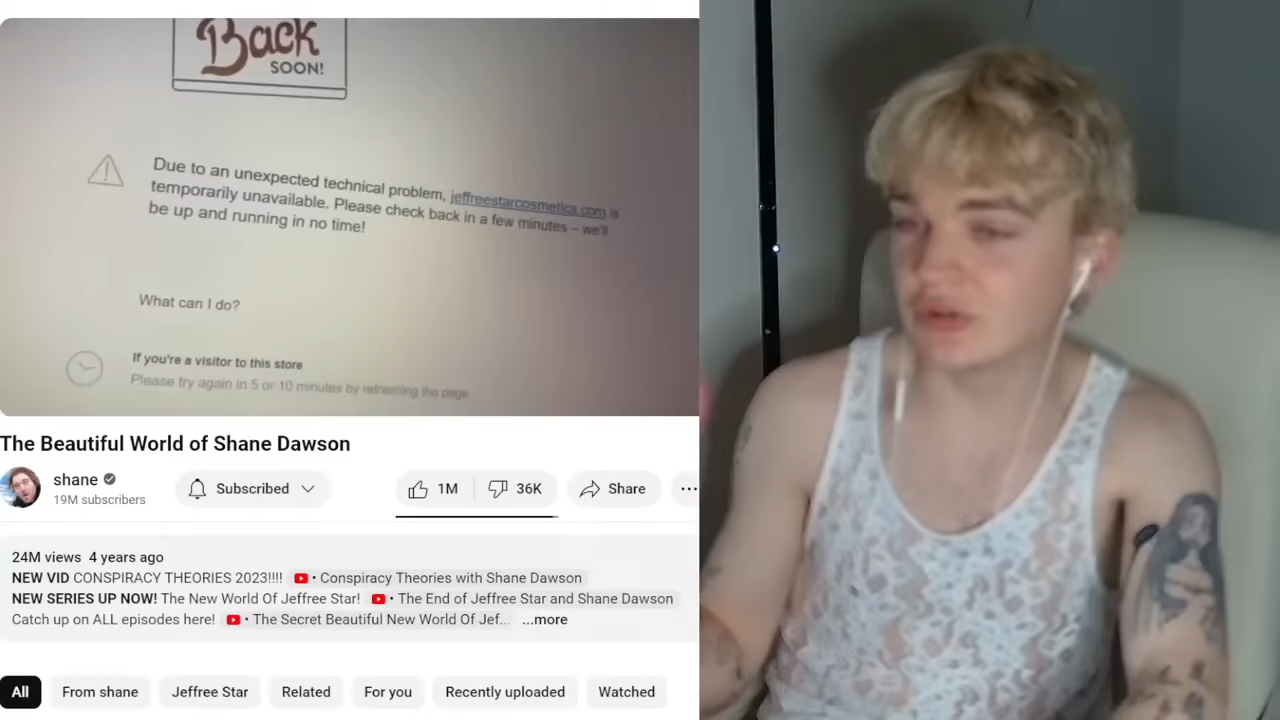 Back
SOON!
Due to an unexpected technical problem, jeffreestarcosmetics.com is
temporarily unavailable. Please check back in a few minutes – we'll
be up and running in no time!
What can I do?
If you're a visitor to this store
Please try again in 5 or 10 minutes by refreshing the page
The Beautiful World of Shane Dawson
shane
19M subscribers
Subscribed
1M
36K
Share
24M views 4 years ago
NEW VID CONSPIRACY THEORIES 2023!!!! • Conspiracy Theories with Shane Dawson
NEW SERIES UP NOW! The New World Of Jeffree Star! • The End of Jeffree Star and Shane Dawson
Catch up on ALL episodes here! • The Secret Beautiful New World Of Jef... ...more
All
From shane
Jeffree Star
Related
For you
Recently uploaded
Watched